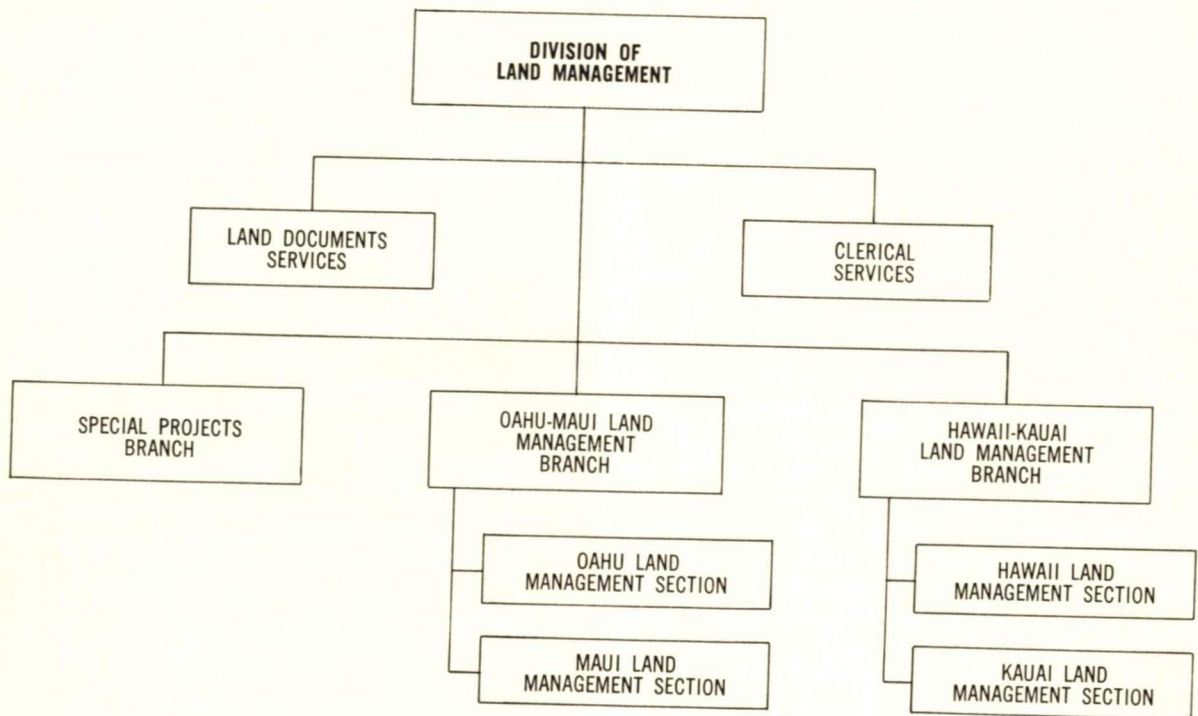 DIVISION OF
LAND MANAGEMENT
LAND DOCUMENTS
SERVICES
CLERICAL
SERVICES
SPECIAL PROJECTS
BRANCH
OAHU-MAUI LAND
MANAGEMENT
BRANCH
HAWAII-KAUAI
LAND MANAGEMENT
BRANCH
OAHU LAND
MANAGEMENT SECTION
MAUI LAND
MANAGEMENT SECTION
HAWAII LAND
MANAGEMENT SECTION
KAUAI LAND
MANAGEMENT SECTION